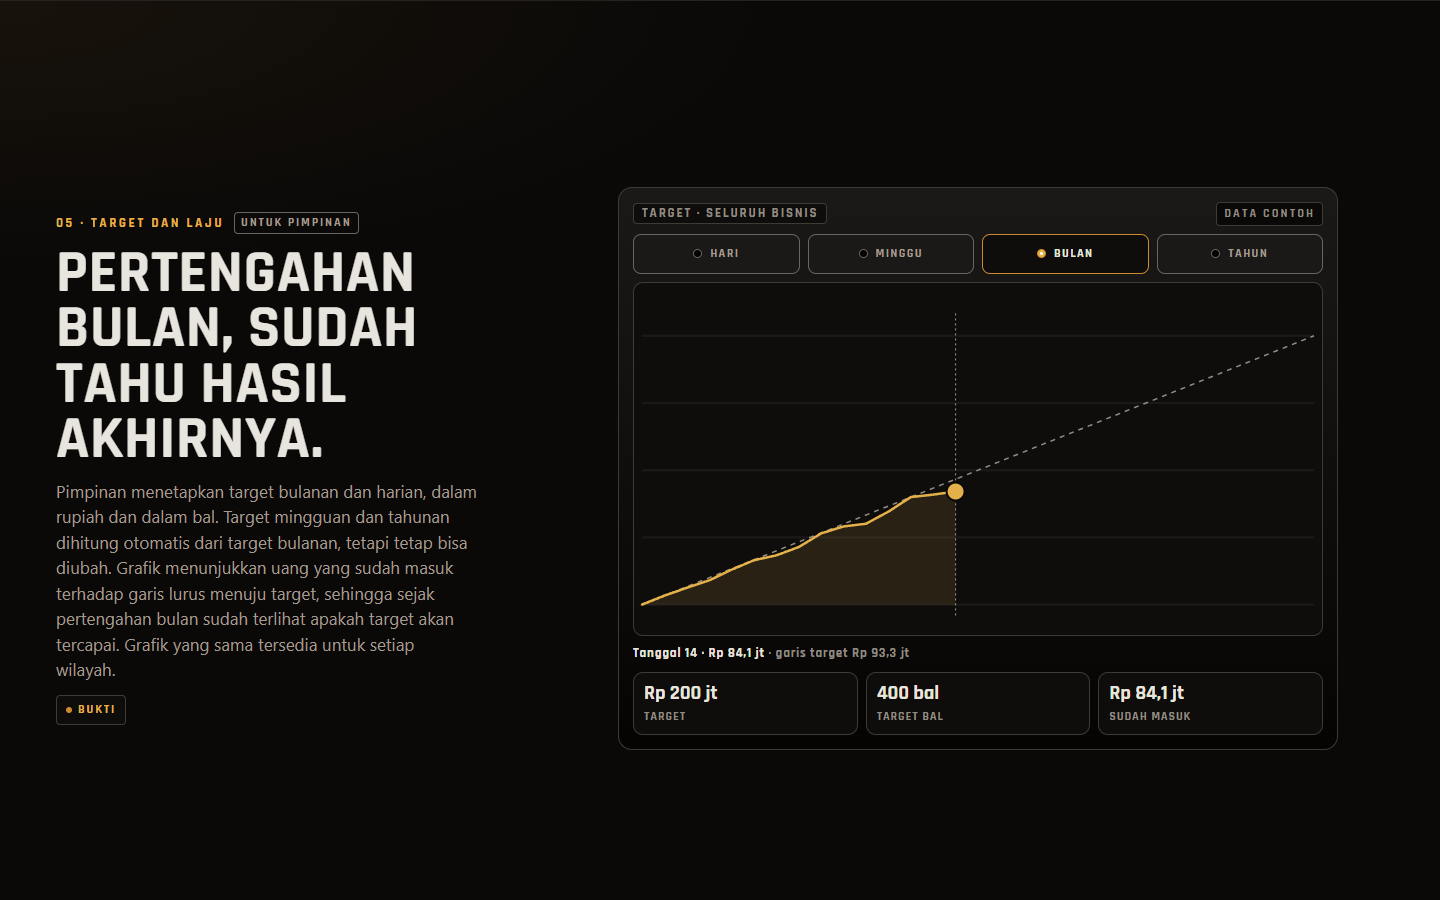 05 · TARGET DAN LAJU UNTUK PIMPINAN
PERTENGAHAN
BULAN, SUDAH
TAHU HASIL
AKHIRNYA.
Pimpinan menetapkan target bulanan dan harian, dalam
rupiah dan dalam bal. Target mingguan dan tahunan
dihitung otomatis dari target bulanan, tetapi tetap bisa
diubah. Grafik menunjukkan uang yang sudah masuk
terhadap garis lurus menuju target, sehingga sejak
pertengahan bulan sudah terlihat apakah target akan
tercapai. Grafik yang sama tersedia untuk setiap
wilayah.
BUKTI
TARGET · SELURUH BISNIS
DATA CONTOH
HARI
MINGGU
BULAN
TAHUN
Tanggal 14 · Rp 84,1 jt · garis target Rp 93,3 jt
Rp 200 jt
TARGET
400 bal
TARGET BAL
Rp 84,1 jt
SUDAH MASUK